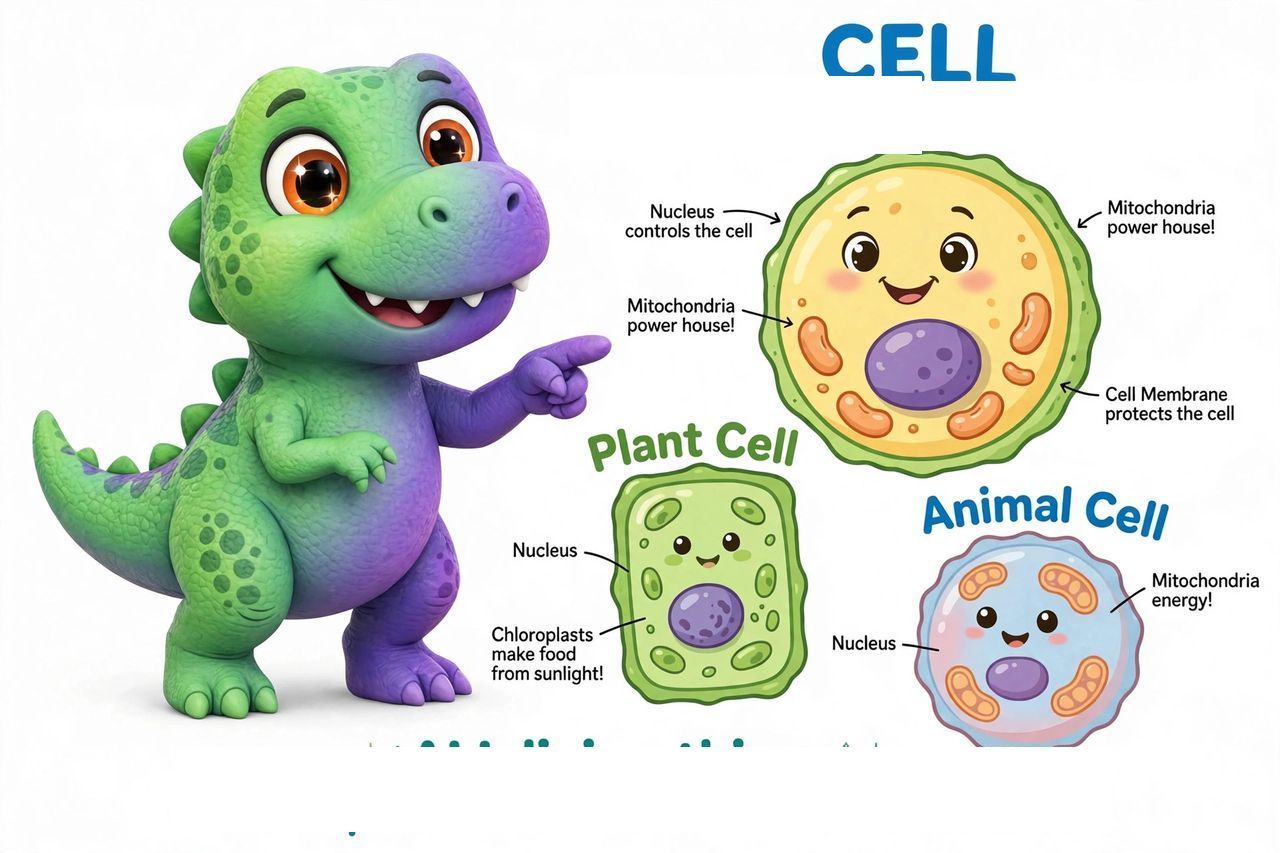 CELL
Nucleus
controls the cell
Mitochondria
power house!
Mitochondria
power house!
Cell Membrane
protects the cell
Plant Cell
Nucleus
Chloroplasts
make food
from sunlight!
Animal Cell
Mitochondria
energy!
Nucleus